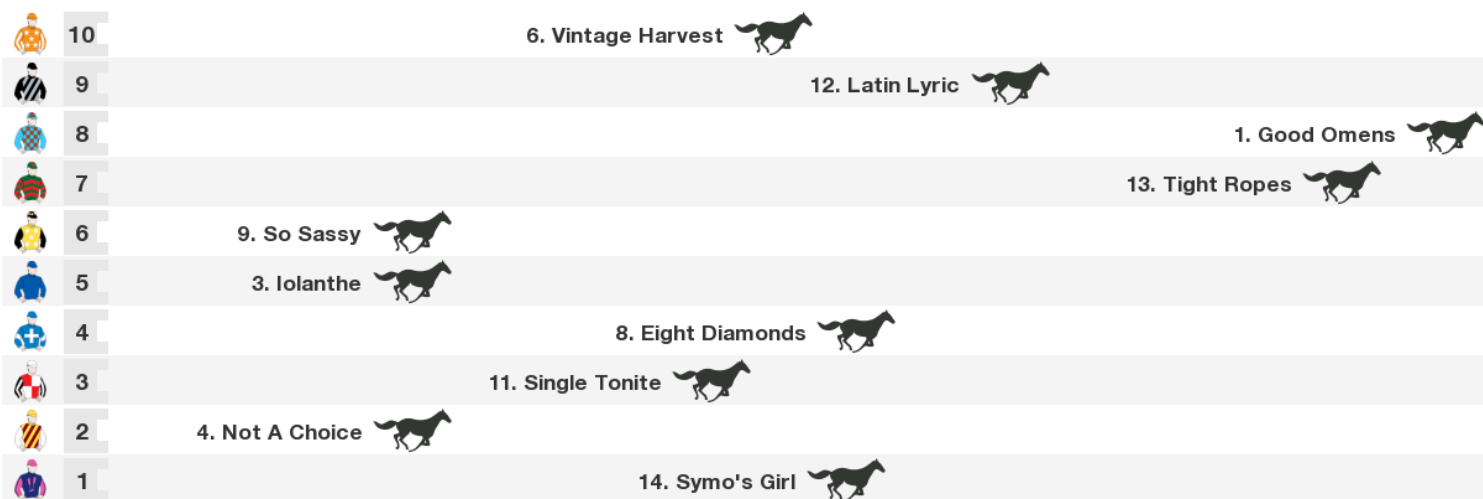 10 6. Vintage Harvest
9 12. Latin Lyric
8 1. Good Omens
7 13. Tight Ropes
6 9. So Sassy
5 3. Iolanthe
4 8. Eight Diamonds
3 11. Single Tonite
2 4. Not A Choice
1 14. Symo's Girl